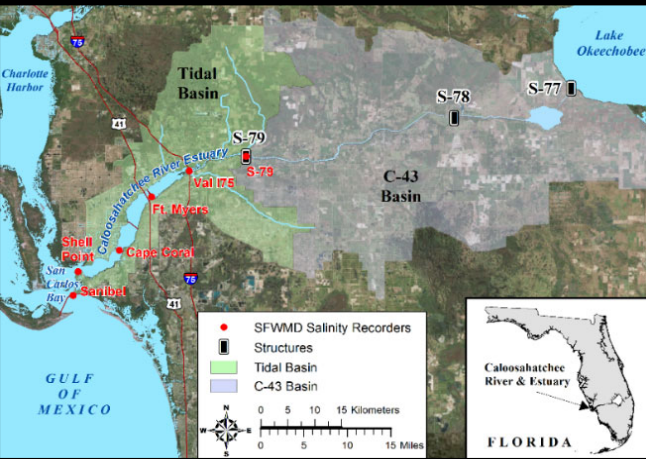 Lake
Okeechobee
Charlotte
Harbor
75
Tidal
Basin
S-77
S-78
41
S-79
S-79
Caloosahatchee River Estuary
Val I75
C-43
Basin
Ft. Myers
Shell
Point
Cape Coral
San
Carlos
Bay
Sanibel
75
41
GULF
OF
MEXICO
SFWMD Salinity Recorders
Structures
Tidal Basin
C-43 Basin
N
W E
S
0 5 10 15 Kilometers
0 5 10 15 Miles
Caloosahatchee
River & Estuary
FLORIDA